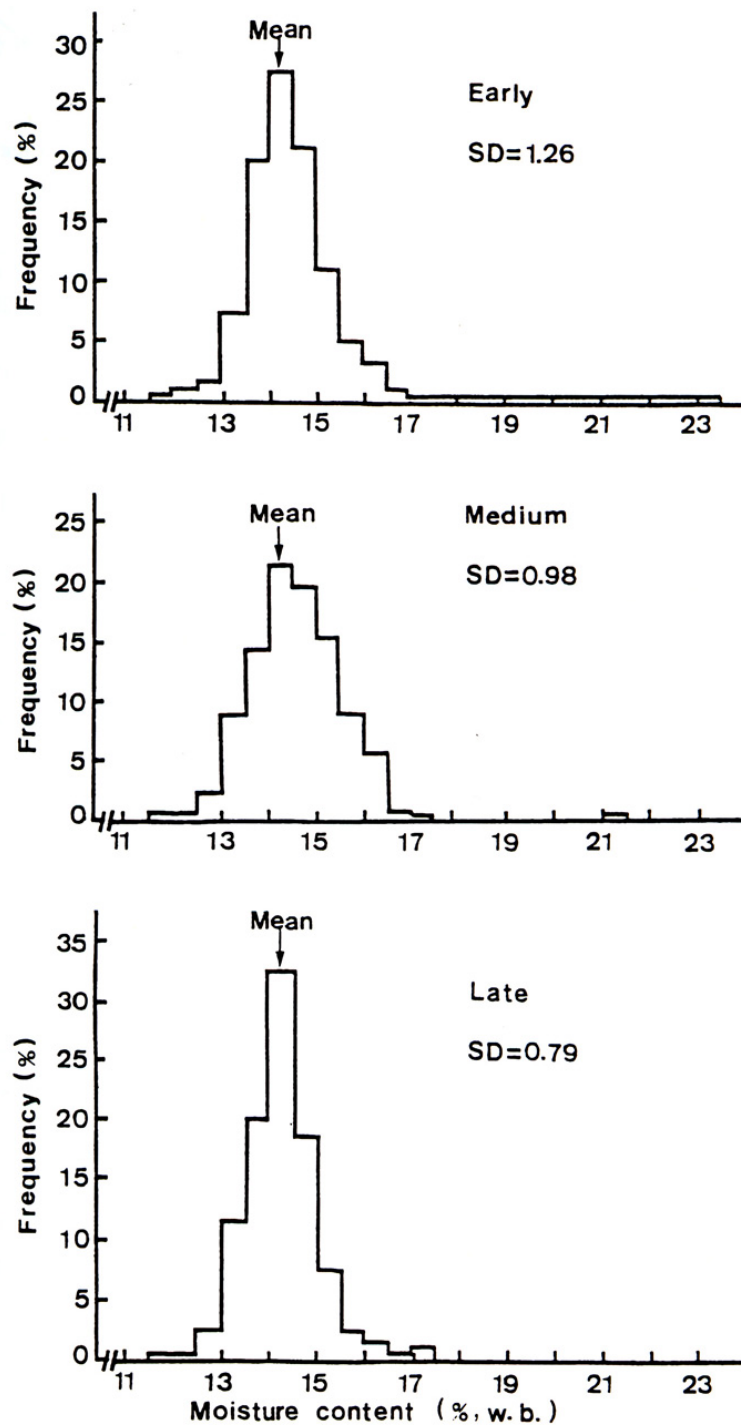 Mean
Early
SD=1.26
Frequency (%)
30
25
20
15
10
5
0
11 13 15 17 19 21 23
Mean
Medium
SD=0.98
Frequency (%)
25
20
15
10
5
0
11 13 15 17 19 21 23
Mean
Late
SD=0.79
Frequency (%)
35
30
25
20
15
10
5
0
11 13 15 17 19 21 23
Moisture content (%, w.b.)